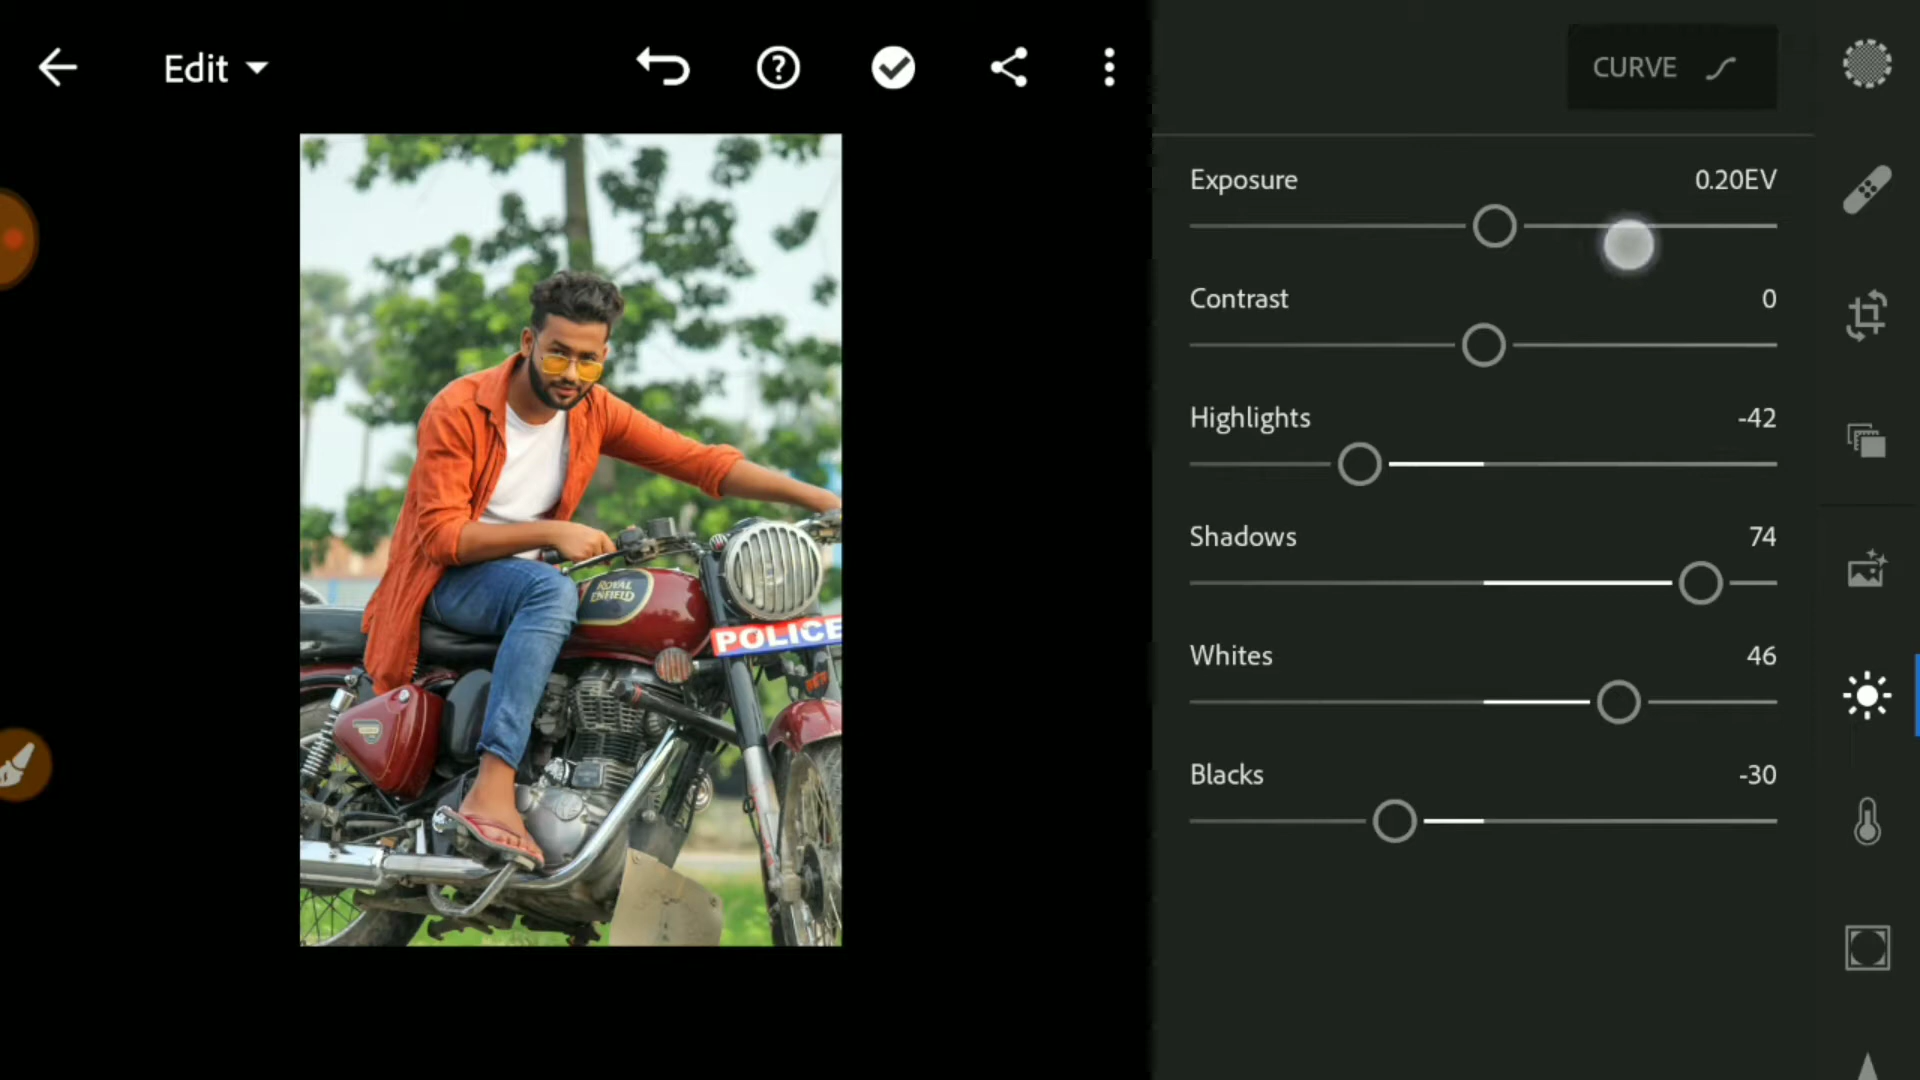 Edit
CURVE
Exposure 0.20EV
Contrast 0
Highlights -42
Shadows 74
Whites 46
Blacks -30
ROYAL
ENFIELD
POLICE